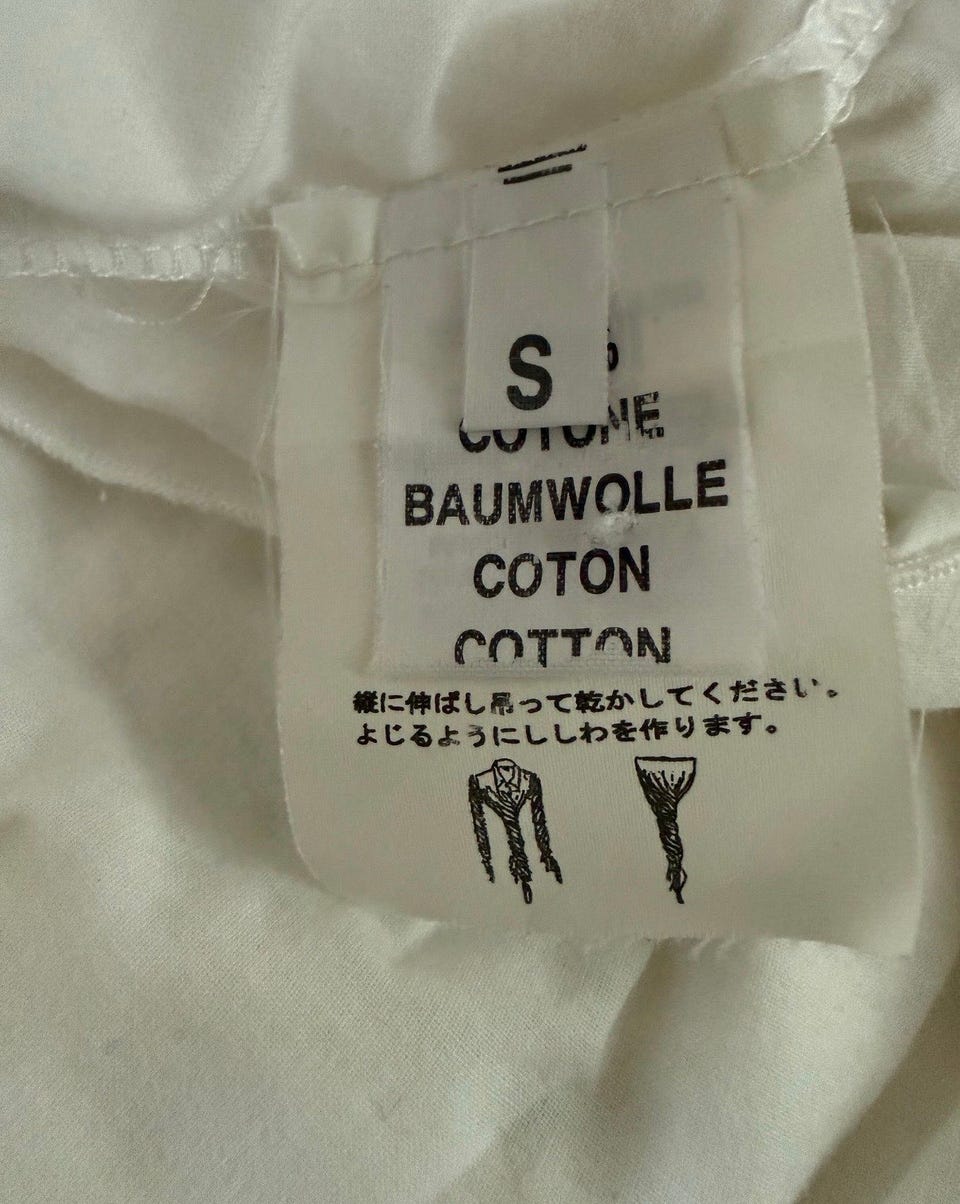 S
COTONE
BAUMWOLLE
COTON
COTTON
縦に伸ばし吊って乾かしてください。
よじるようにししわを作ります。